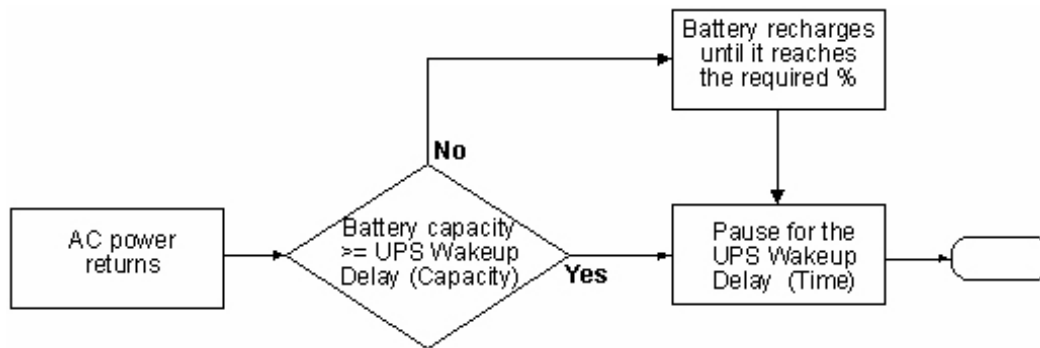 Battery recharges
until it reaches
the required %
No
AC power
returns
Battery capacity
>= UPS Wakeup
Delay (Capacity)
Yes
Pause for the
UPS Wakeup
Delay (Time)